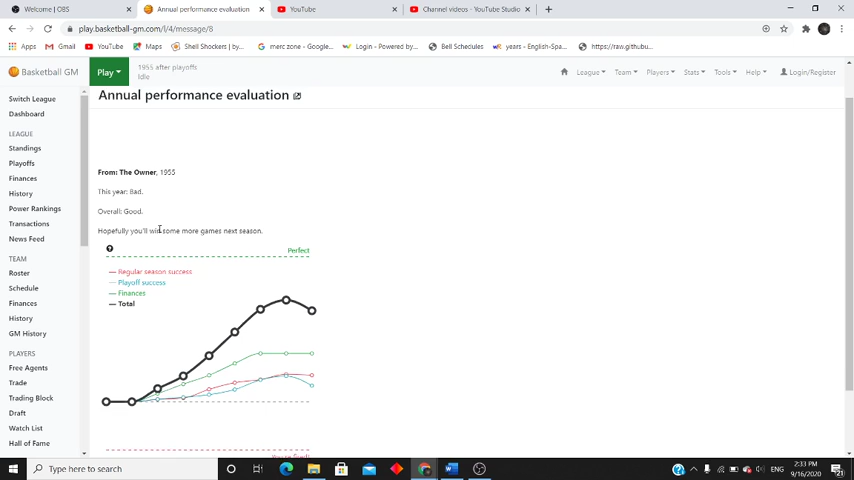 Welcome | OBS
Annual performance evaluation
YouTube
Channel videos - YouTube Studio
play.basketball-gm.com/l/4/message/8
Apps
Gmail
YouTube
Maps
Shell Shockers | by...
merc zone - Google...
Login - Powered by...
Bell Schedules
years - English-Spa...
https://raw.githubu...
Basketball GM
Play
1955 after playoffs
Idle
League
Team
Players
Stats
Tools
Help
Login/Register
Switch League
Dashboard
LEAGUE
Standings
Playoffs
Finances
History
Power Rankings
Transactions
News Feed
TEAM
Roster
Schedule
Finances
History
GM History
PLAYERS
Free Agents
Trade
Trading Block
Draft
Watch List
Hall of Fame
Annual performance evaluation
From: The Owner, 1955
This year: Bad.
Overall: Good.
Hopefully you'll win some more games next season.
Perfect
Regular season success
Playoff success
Finances
Total
You're fired!
Type here to search
ENG
2:33 PM
9/16/2020
21